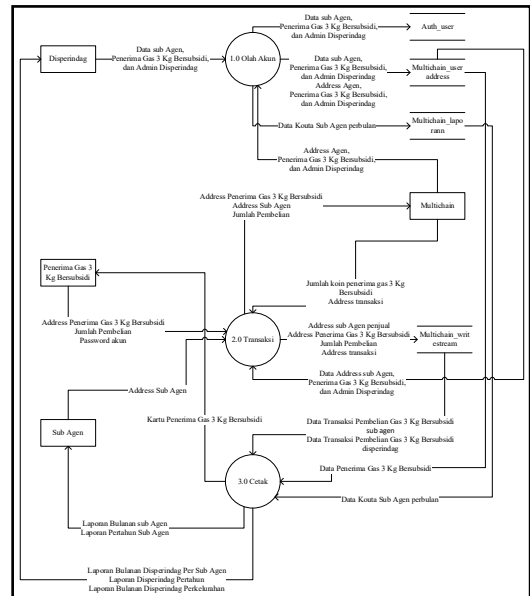 Data sub Agen,
Penerima Gas 3 Kg Bersubsidi,
dan Admin Disperindag
Auth_user
Disperindag
Data sub Agen,
Penerima Gas 3 Kg Bersubsidi,
dan Admin Disperindag
1.0 Olah Akun
Data sub Agen,
Penerima Gas 3 Kg Bersubsidi,
dan Admin Disperindag
Address Agen,
Penerima Gas 3 Kg Bersubsidi,
dan Admin Disperindag
Multichain_user
address
Data Kouta Sub Agen perbulan
Multichain_lapo
rann
Address Agen,
Penerima Gas 3 Kg Bersubsidi,
dan Admin Disperindag
Address Penerima Gas 3 Kg Bersubsidi
Address Sub Agen
Jumlah Pembelian
Multichain
Penerima Gas 3
Kg Bersubsidi
Jumlah koin penerima gas 3 Kg
Bersubsidi
Address transaksi
Address Penerima Gas 3 Kg Bersubsidi
Jumlah Pembelian
Password akun
2.0 Transaksi
Address sub Agen penjual
Address Penerima Gas 3 Kg Bersubsidi
Jumlah Pembelian
Address transaksi
Multichain_writ
estream
Address Sub Agen
Data Address sub Agen,
Penerima Gas 3 Kg Bersubsidi,
dan Admin Disperindag
Kartu Penerima Gas 3 Kg Bersubsidi
Sub Agen
Data Transaksi Pembelian Gas 3 Kg Bersubsidi
sub agen
Data Transaksi Pembelian Gas 3 Kg Bersubsidi
disperindag
3.0 Cetak
Data Penerima Gas 3 Kg Bersubsidi
Data Kouta Sub Agen perbulan
Laporan Bulanan sub Agen
Laporan Pertahun Sub Agen
Laporan Bulanan Disperindag Per Sub Agen
Laporan Disperindag Pertahun
Laporan Bulanan Disperindag Perkelurahan